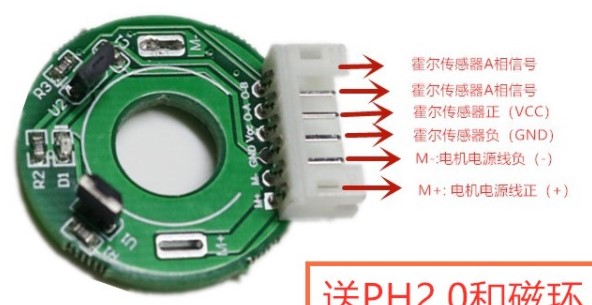 霍尔传感器A相信号
霍尔传感器A相信号
霍尔传感器正（VCC)
霍尔传感器负（GND)
M-:电机电源线负（-）
M+: 电机电源线正（+）
M-
R3
U2
R2
D1
U1
R1
M+
O-B
O-A
Vcc
GND
M-
M+
送PH2.0和磁环